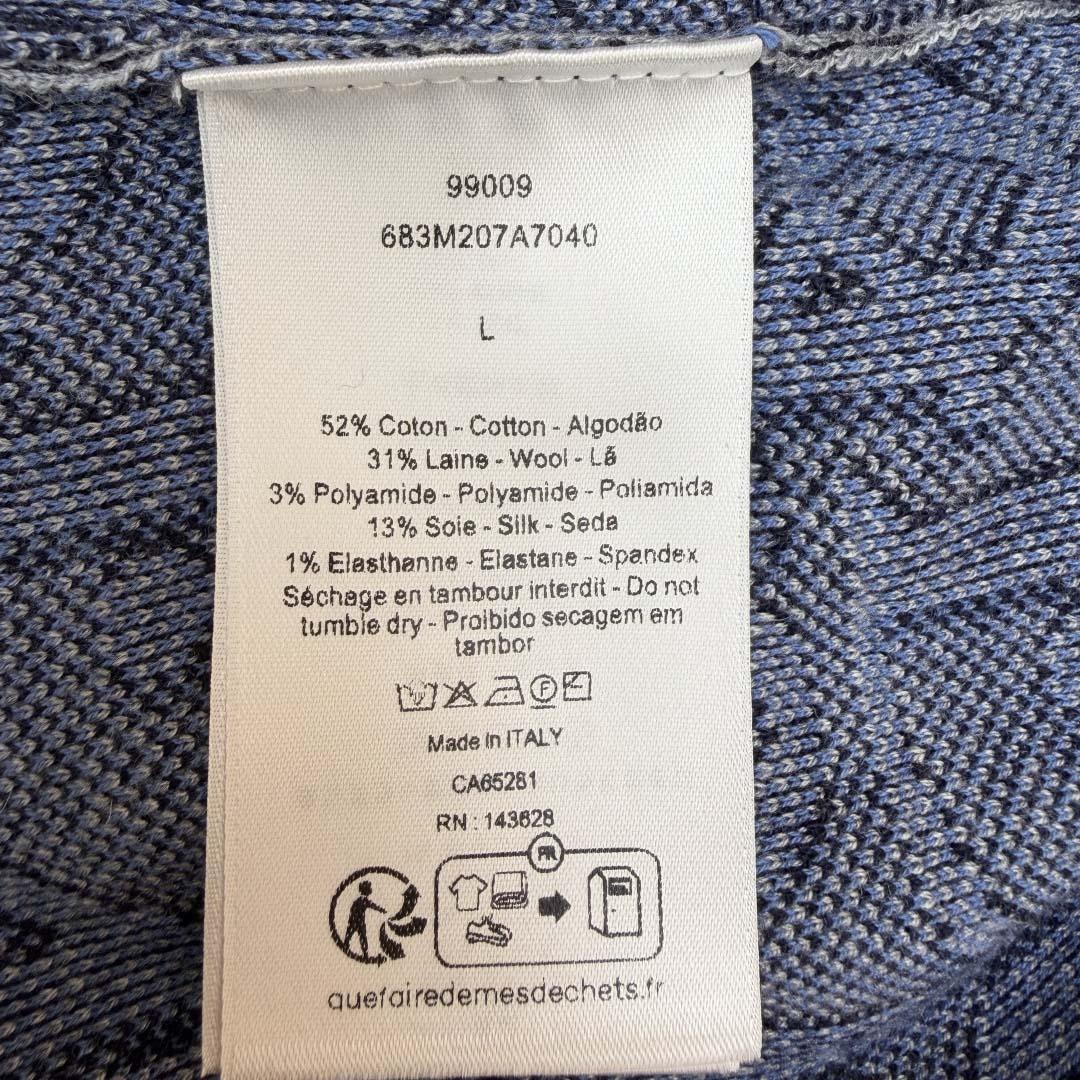 99009
683M207A7040
L
52% Coton - Cotton - Algodão
31% Laine - Wool - Lã
3% Polyamide - Polyamide - Poliamida
13% Soie - Silk - Seda
1% Elasthanne - Elastane - Spandex
Séchage en tambour interdit - Do not
tumble dry - Proibido secagem em
tambor
F
Made in ITALY
CA65281
RN : 143628
FR
quefairedemesdechets.fr